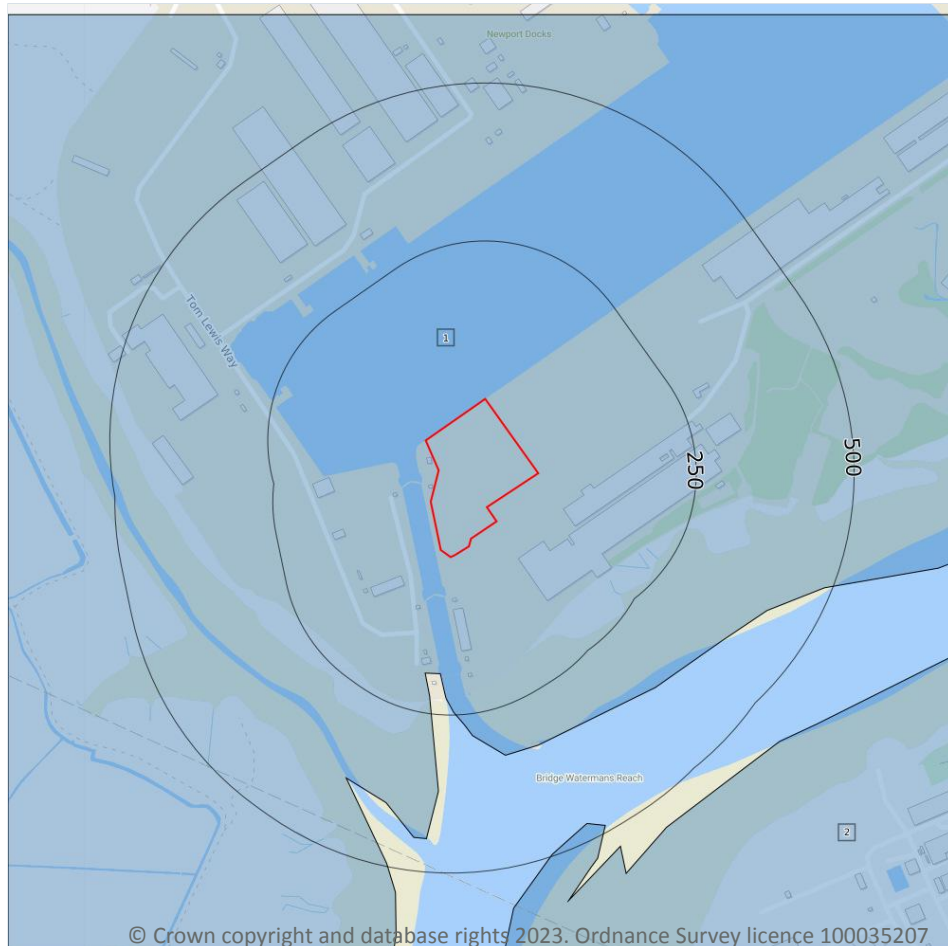 Newport Docks
Tom Lewis Way
1
250
500
Bridge Watermans Reach
2
© Crown copyright and database rights 2023. Ordnance Survey licence 100035207.